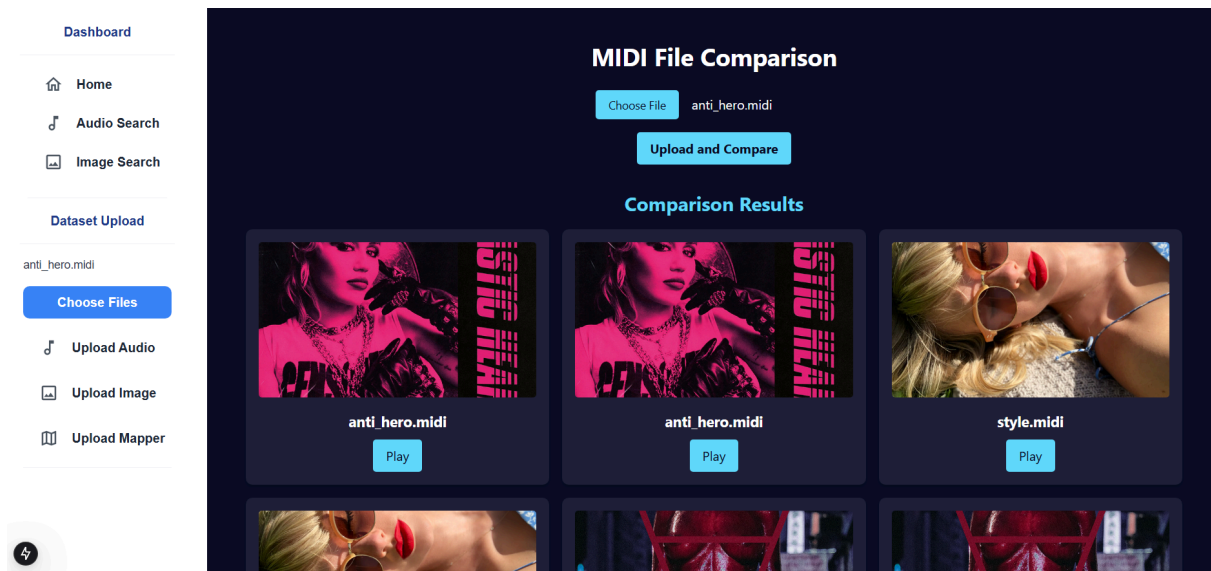 Dashboard
Home
Audio Search
Image Search
Dataset Upload
anti_hero.midi
Choose Files
Upload Audio
Upload Image
Upload Mapper
MIDI File Comparison
Choose File anti_hero.midi
Upload and Compare
Comparison Results
anti_hero.midi
Play
anti_hero.midi
Play
style.midi
Play